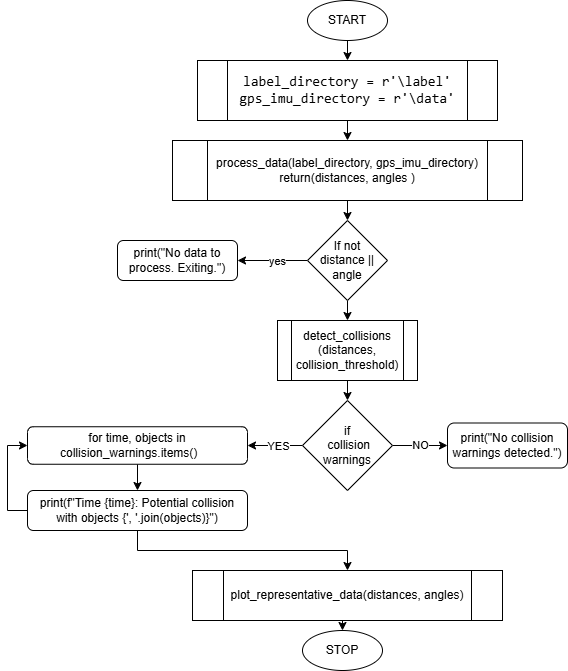 START
label_directory = r'\label'
gps_imu_directory = r'\data'
process_data(label_directory, gps_imu_directory)
return(distances, angles )
If not
distance ||
angle
yes
print("No data to
process. Exiting.")
detect_collisions
(distances,
collision_threshold)
if
collision
warnings
YES
NO
for time, objects in
collision_warnings.items()
print("No collision
warnings detected.")
print(f"Time {time}: Potential collision
with objects {', '.join(objects)}")
plot_representative_data(distances, angles)
STOP